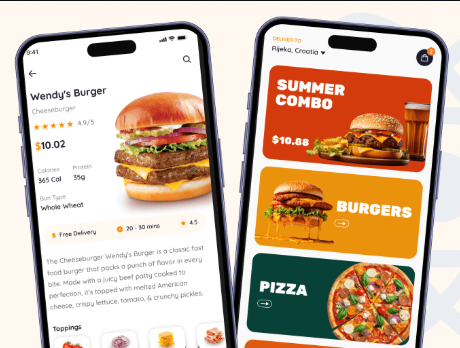 9:41
Wendy's Burger
Cheeseburger
4.9/5
$10.02
Calories
Protein
365 Cal
35g
Bun Tyme
Whole Wheat
Free Delivery
20 - 30 mins
4.5
The Cheeseburger Wendy's Burger is a classic fast
food burger that packs a punch of flavor in every
bite. Made with a juicy beef patty cooked to
perfection, it's topped with melted American
cheese, crispy lettuce, tomato, & crunchy pickles.
Toppings
DELIVER TO
Rijeka, Croatia
SUMMER
COMBO
$10.88
BURGERS
PIZZA